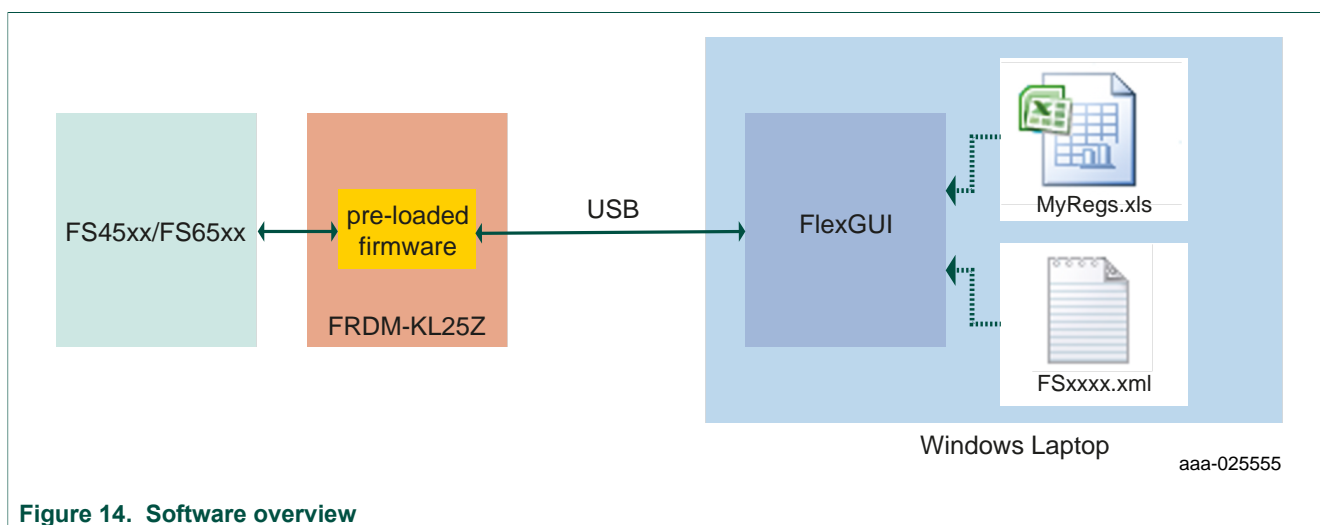 FS45xx/FS65xx
pre-loaded
firmware
FRDM-KL25Z
USB
FlexGUI
MyRegs.xls
FSxxxx.xml
Windows Laptop
aaa-025555
Figure 14. Software overview